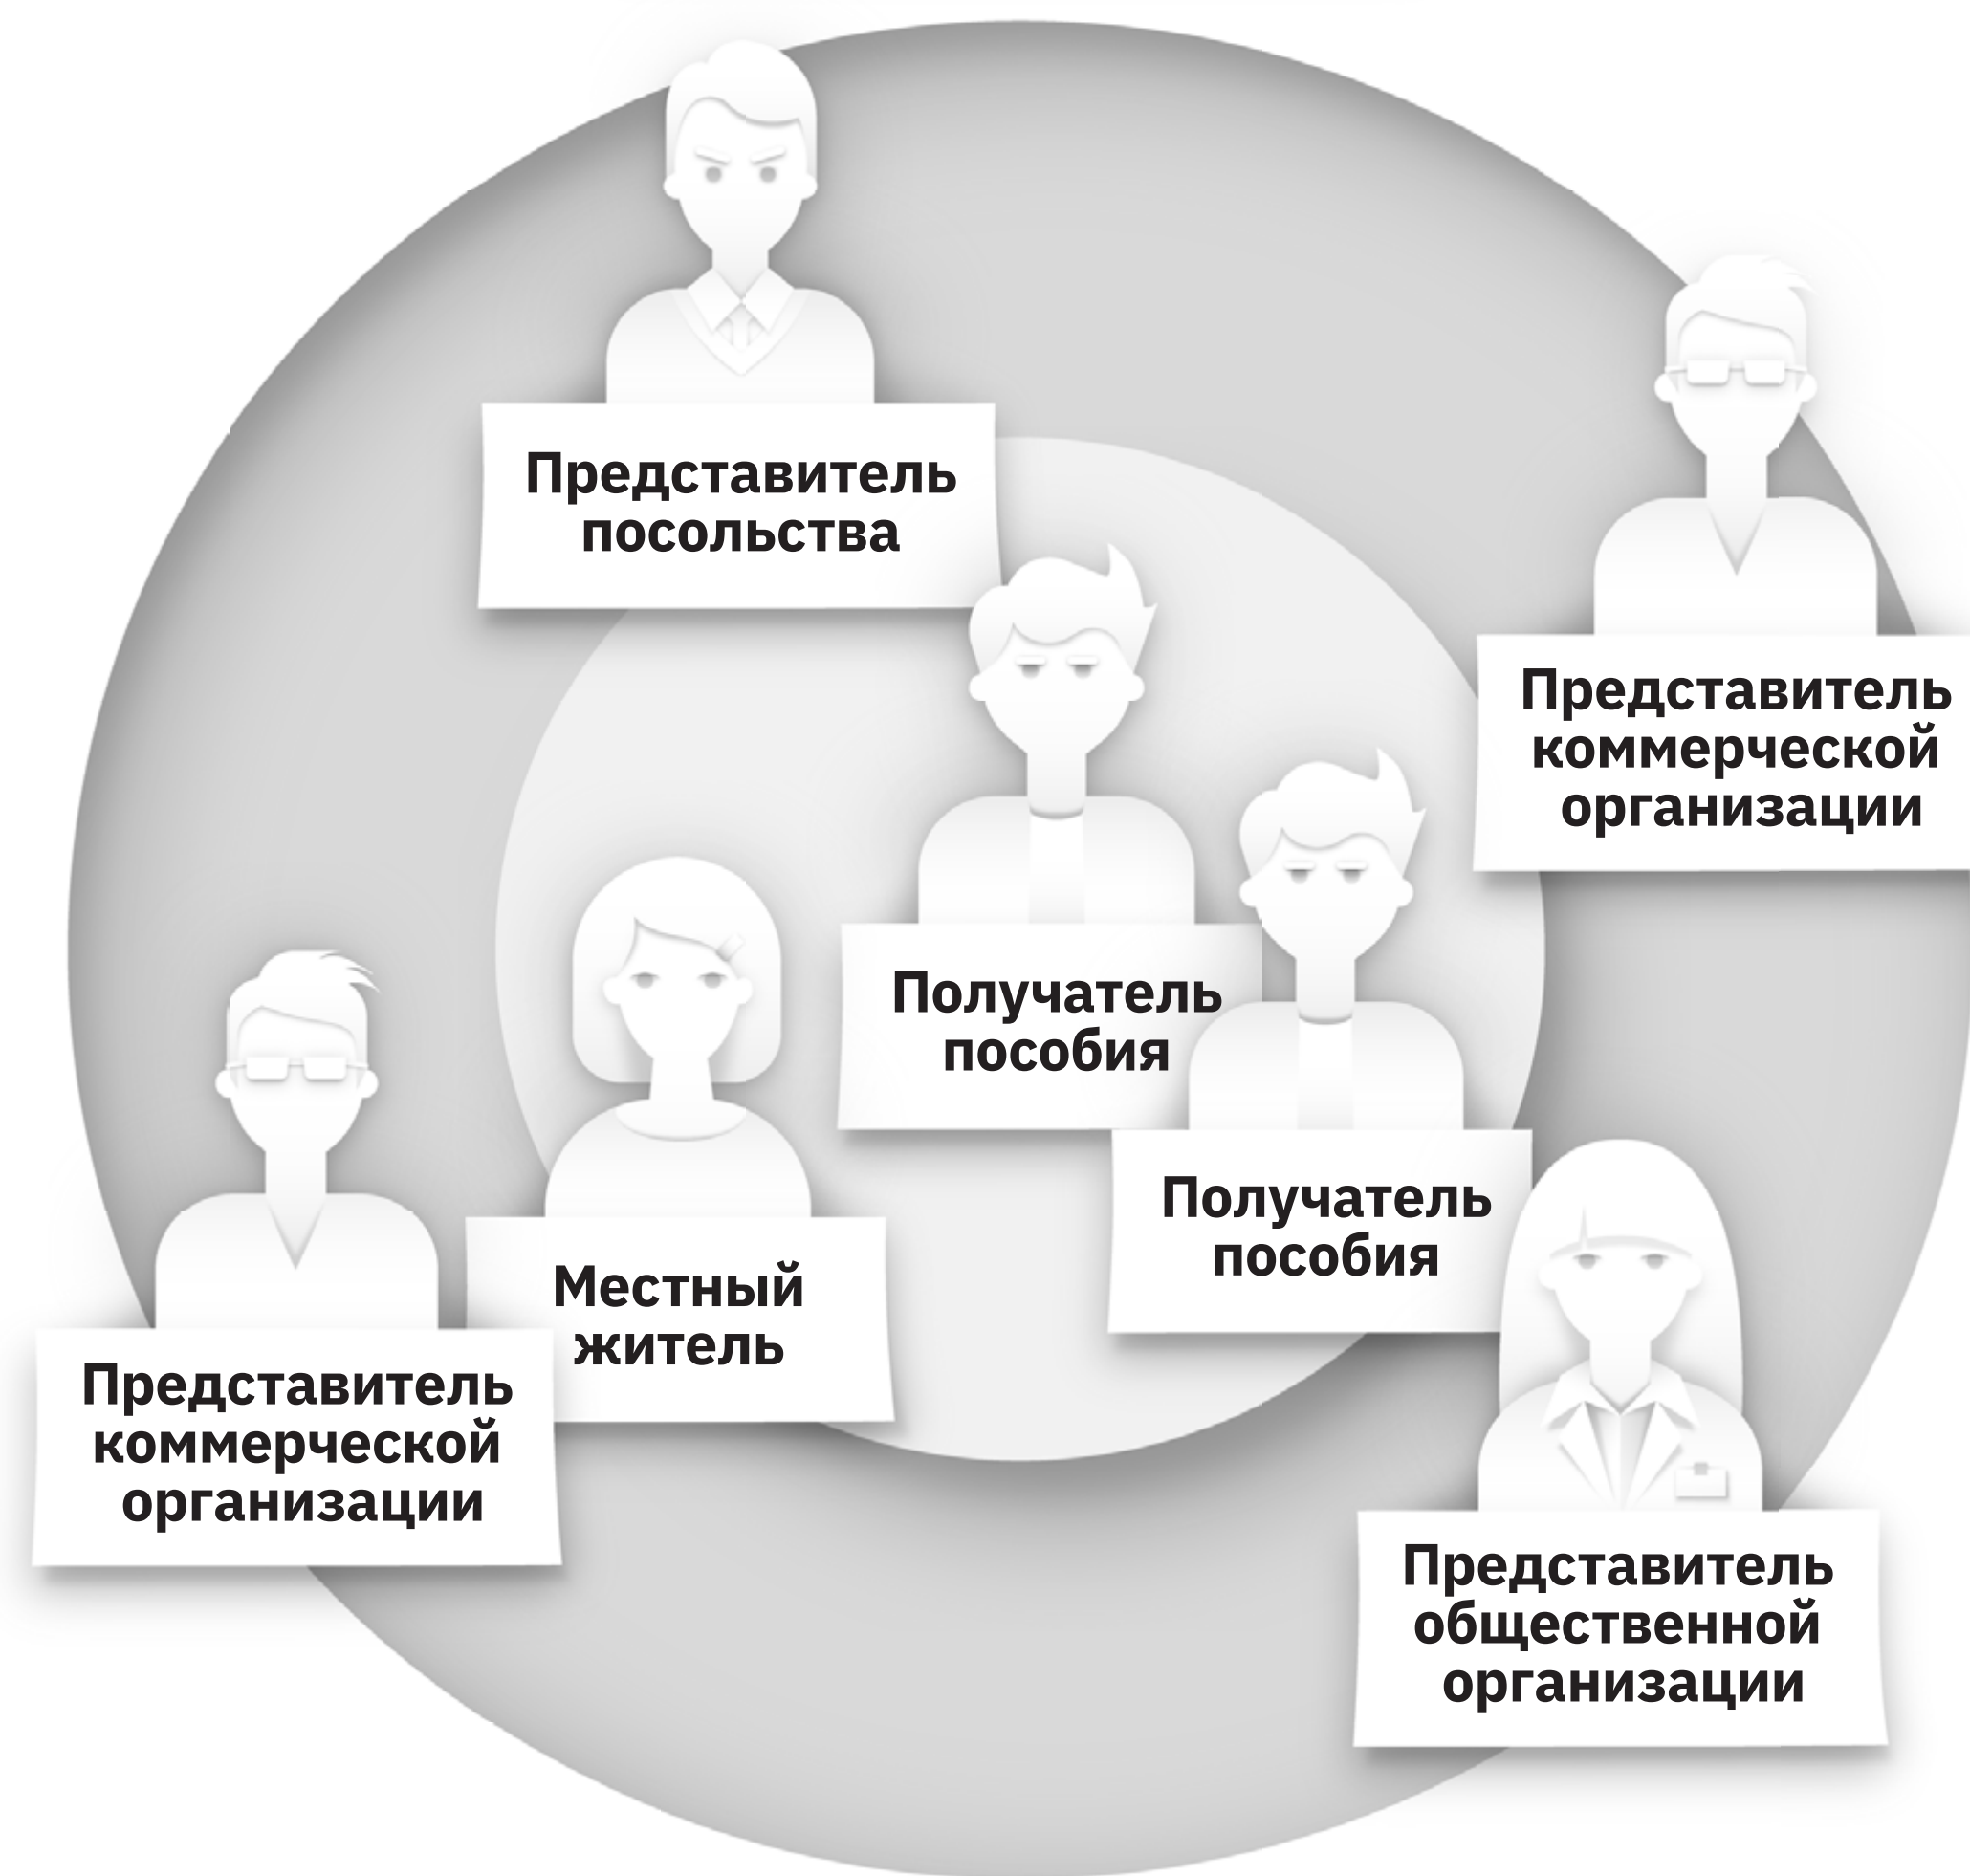 Представитель
посольства
Представитель
коммерческой
организации
Получатель
пособия
Получатель
пособия
Местный
житель
Представитель
коммерческой
организации
Представитель
общественной
организации